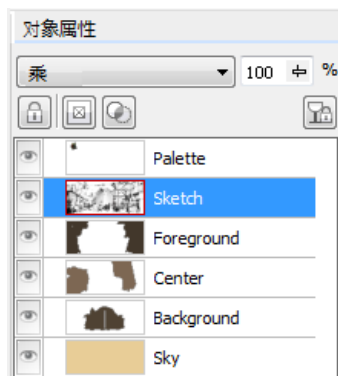 对象属性
乘 100 %
Palette
Sketch
Foreground
Center
Background
Sky